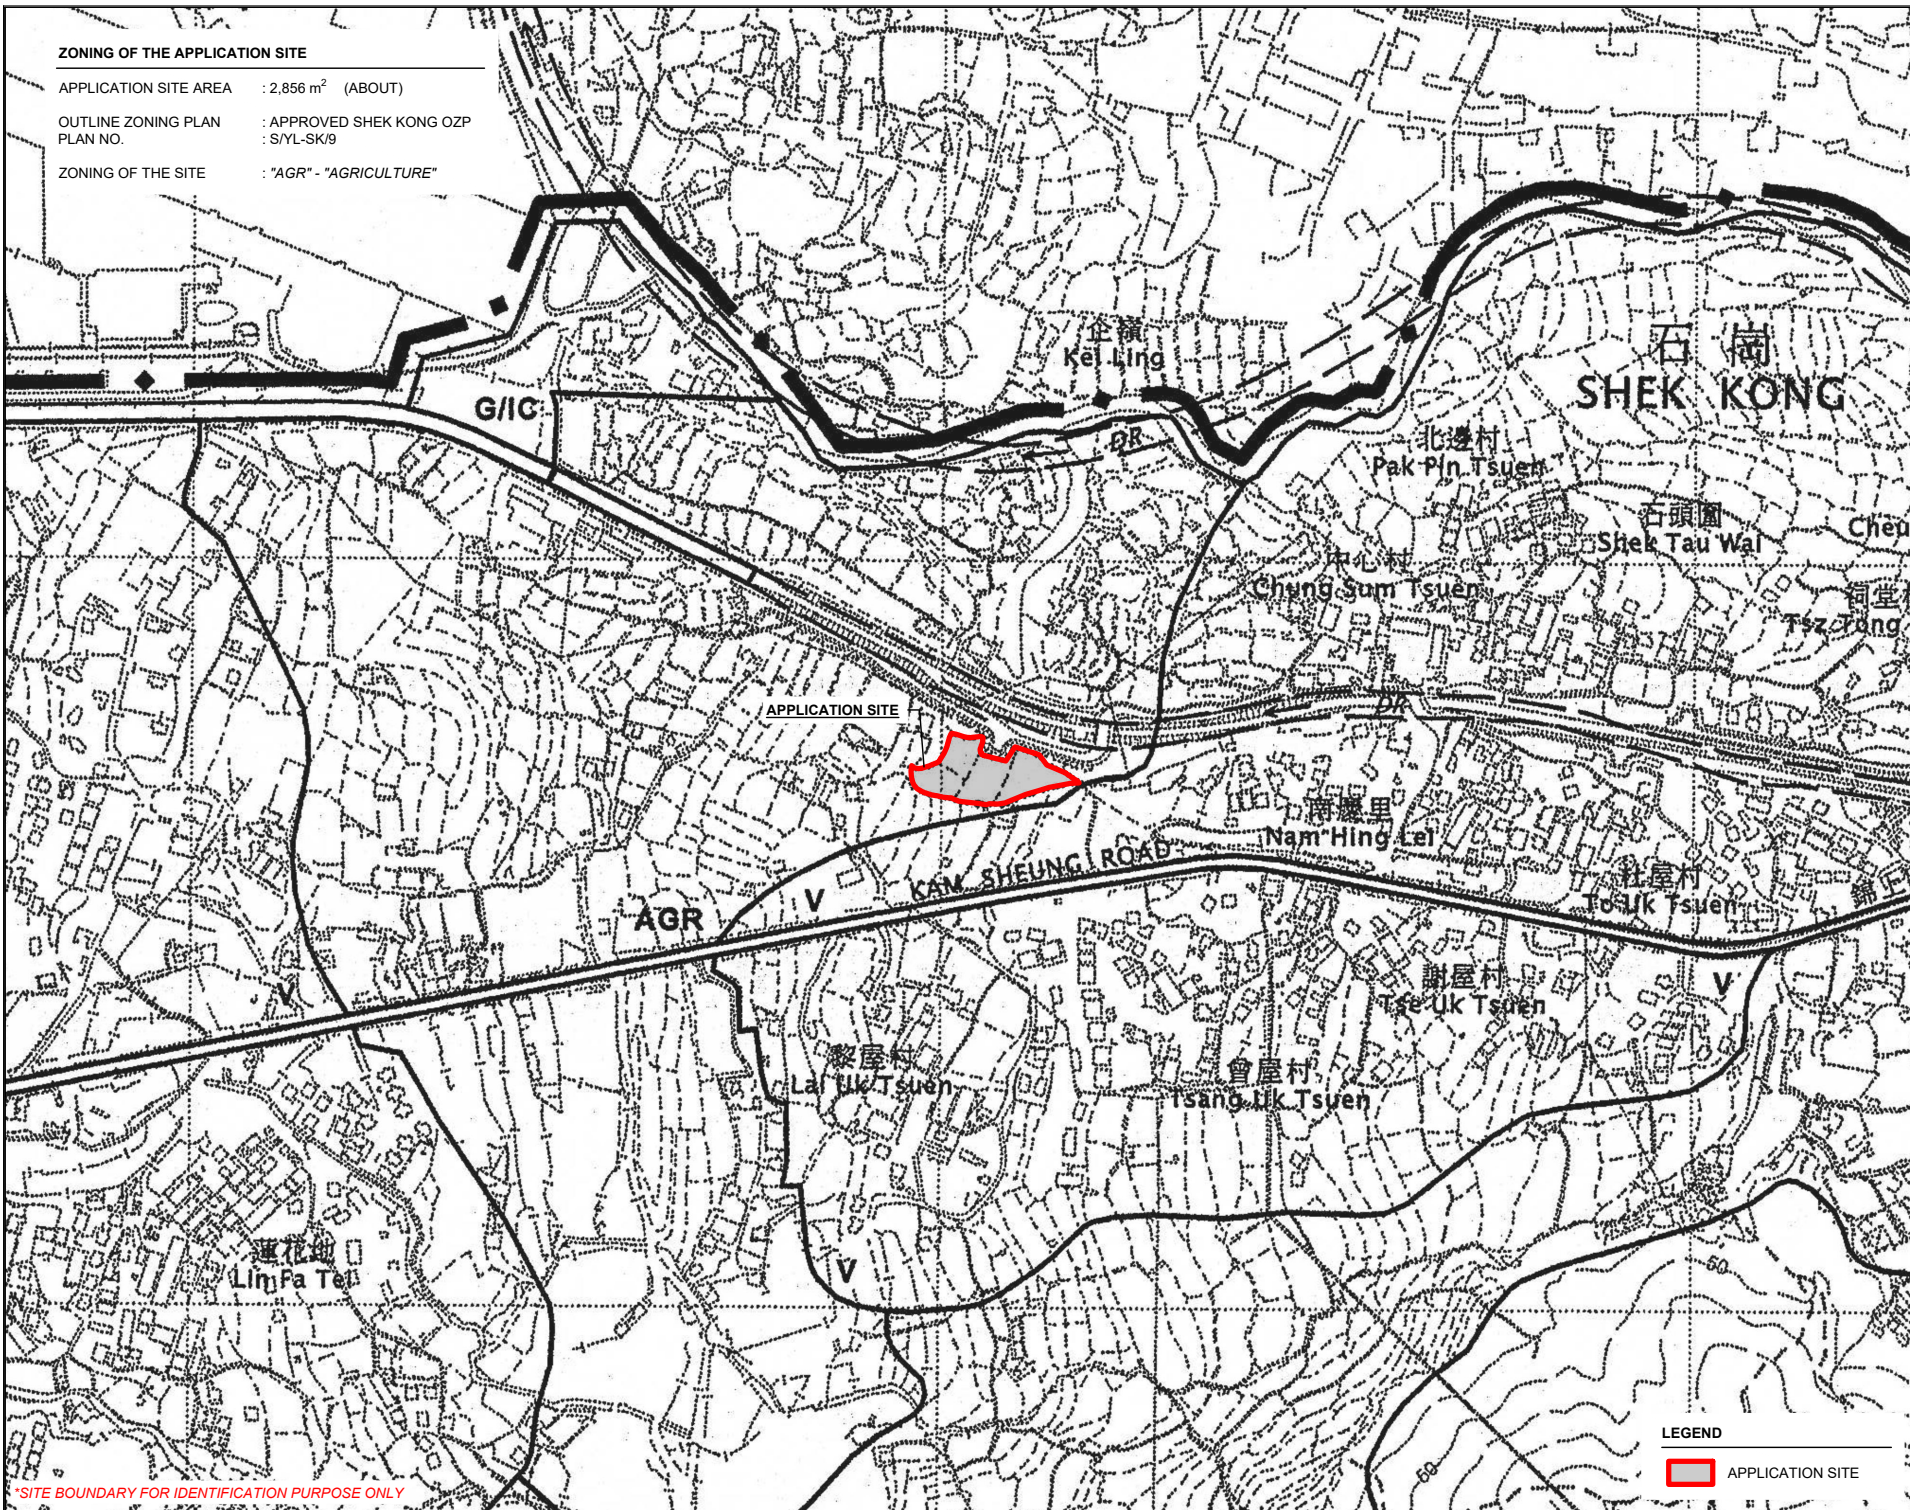 ZONING OF THE APPLICATION SITE
APPLICATION SITE AREA : 2,856 m² (ABOUT)
OUTLINE ZONING PLAN : APPROVED SHEK KONG OZP
PLAN NO. : S/YL-SK/9
ZONING OF THE SITE : "AGR" - "AGRICULTURE"
企嶺
Kei Ling
石崗
SHEK KONG
G/IC
DR
北邊村
Pak Pin Tsuen
石頭圍
Shek Tau Wai
Cheu
中心村
Chung Sum Tsuen
祠堂
Tsz Tong
APPLICATION SITE
DR
南慶里
Nam Hing Lei
KAM SHEUNG ROAD
V
AGR
杜屋村
To Uk Tsuen
錦上
謝屋村
Tse Uk Tsuen
V
V
黎屋村
Lai Uk Tsuen
曾屋村
Tsang Uk Tsuen
蓮花地
Lin Fa Tei
V
60
60
LEGEND
APPLICATION SITE
*SITE BOUNDARY FOR IDENTIFICATION PURPOSE ONLY